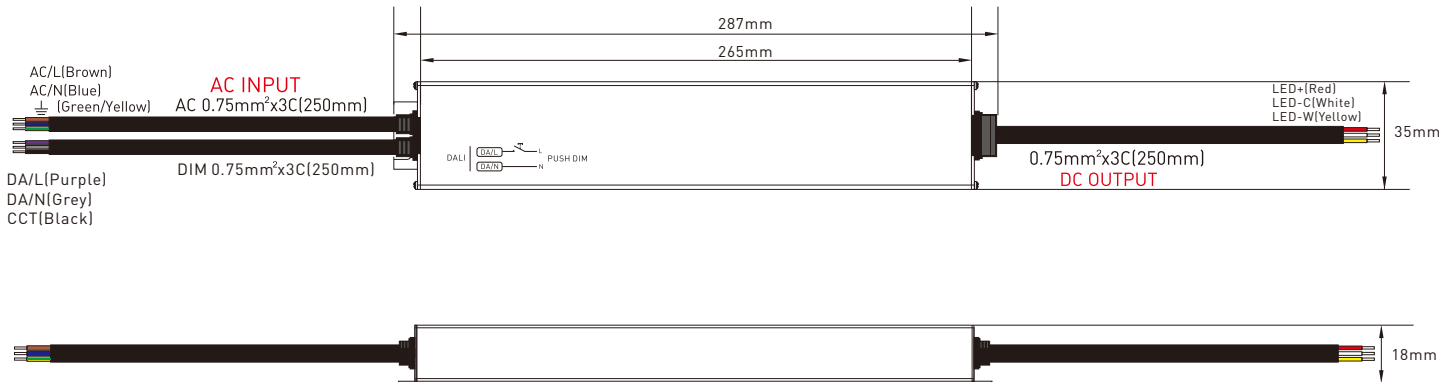 287mm
265mm
AC/L(Brown)
AC/N(Blue)
(Green/Yellow)
AC INPUT
AC 0.75mm²x3C(250mm)
DIM 0.75mm²x3C(250mm)
DA/L(Purple)
DA/N(Grey)
CCT(Black)
DALI
DA/L
L
PUSH DIM
DA/N
N
LED+(Red)
LED-C(White)
LED-W(Yellow)
35mm
0.75mm²x3C(250mm)
DC OUTPUT
18mm